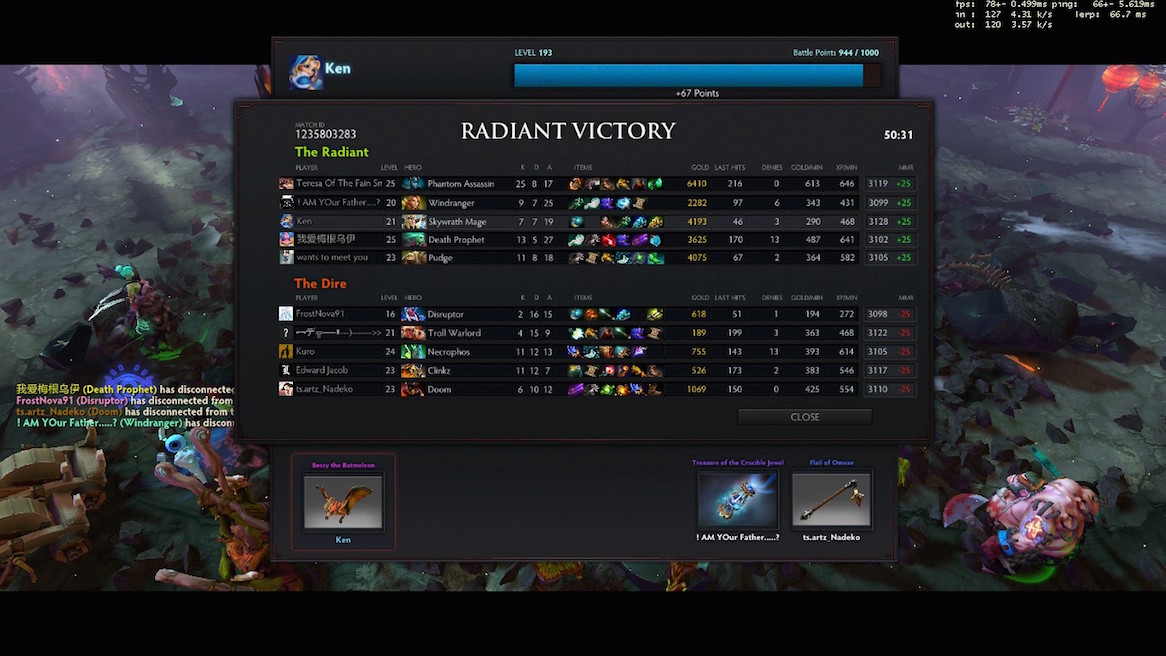 fps: 78+- 0.499ms ping: 66+- 5.619ms
in : 127 4.31 k/s lerp: 66.7 ms
out: 120 3.57 k/s
Ken
LEVEL 193
Battle Points 944 / 1000
+67 Points
MATCH ID
1235803283
RADIANT VICTORY
50:31
The Radiant
PLAYER LEVEL HERO K D A ITEMS GOLD LAST HITS DENIES GOLD/MIN XP/MIN MMR
Teresa Of The Fain Sm 25 Phantom Assassin 25 8 17 6410 216 0 613 646 3119 +25
! AM YOur Father....? 20 Windranger 9 7 25 2282 97 6 343 431 3099 +25
Ken 21 Skywrath Mage 7 7 19 4193 46 3 290 468 3128 +25
我爱梅根乌伊 25 Death Prophet 13 5 27 3625 170 13 487 641 3102 +25
wants to meet you 23 Pudge 11 8 18 4075 67 2 364 582 3105 +25
The Dire
PLAYER LEVEL HERO K D A ITEMS GOLD LAST HITS DENIES GOLD/MIN XP/MIN MMR
FrostNova91 16 Disruptor 2 16 15 618 51 1 194 272 3098 -25
21 Troll Warlord 4 15 9 189 199 3 363 468 3122 -25
Kuro 24 Necrophos 11 12 13 755 143 13 393 614 3105 -25
Edward Jacob 23 Clinkz 11 12 7 526 173 2 383 546 3117 -25
ts.artz_Nadeko 23 Doom 6 10 12 1069 150 0 425 554 3110 -25
CLOSE
我爱梅根乌伊 (Death Prophet) has disconnected
FrostNova91 (Disruptor) has disconnected from
ts.artz_Nadeko (Doom) has disconnected from t
! AM YOur Father.....? (Windranger) has disconn
Bessy the Batmeleon
Ken
Treasure of the Crucible Jewel
! AM YOur Father.....?
Flail of Omexe
ts.artz_Nadeko